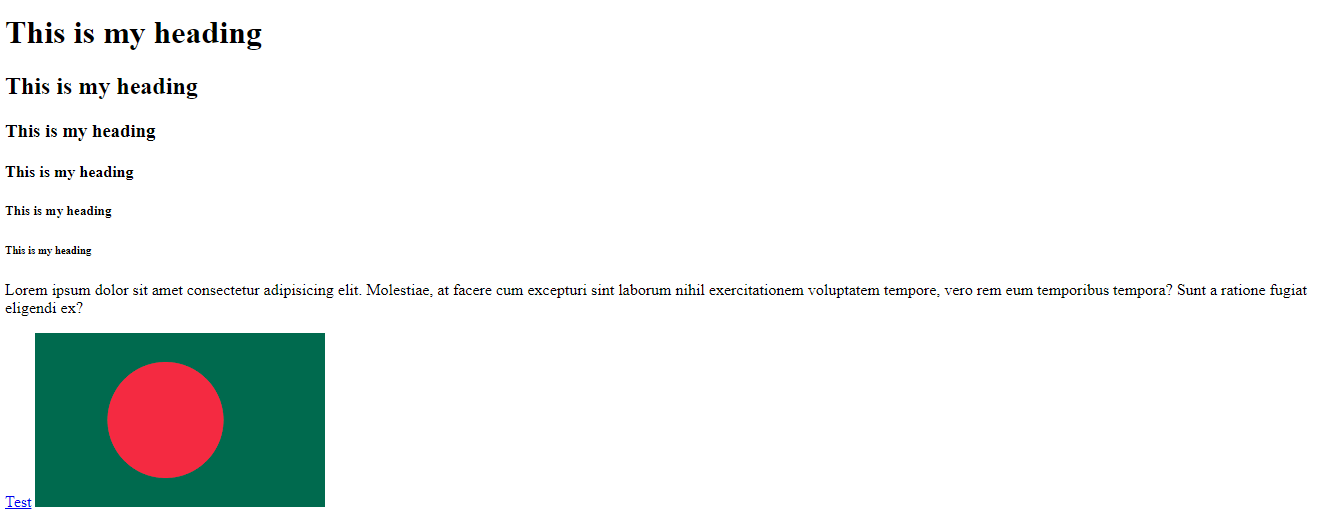 This is my heading
This is my heading
This is my heading
This is my heading
This is my heading
This is my heading
Lorem ipsum dolor sit amet consectetur adipisicing elit. Molestiae, at facere cum excepturi sint laborum nihil exercitationem voluptatem tempore, vero rem eum temporibus tempora? Sunt a ratione fugiat
eligendi ex?
Test